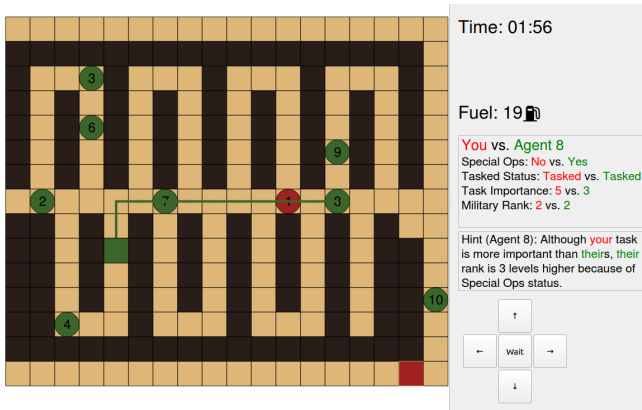 Time: 01:56
3
Fuel: 19
6
You vs. Agent 8
9
Special Ops: No vs. Yes
Tasked Status: Tasked vs. Tasked
Task Importance: 5 vs. 3
2 7 1 3
Military Rank: 2 vs. 2
Hint (Agent 8): Although your task
is more important than theirs, their
rank is 3 levels higher because of
Special Ops status.
10
4
↑
← Wait →
↓